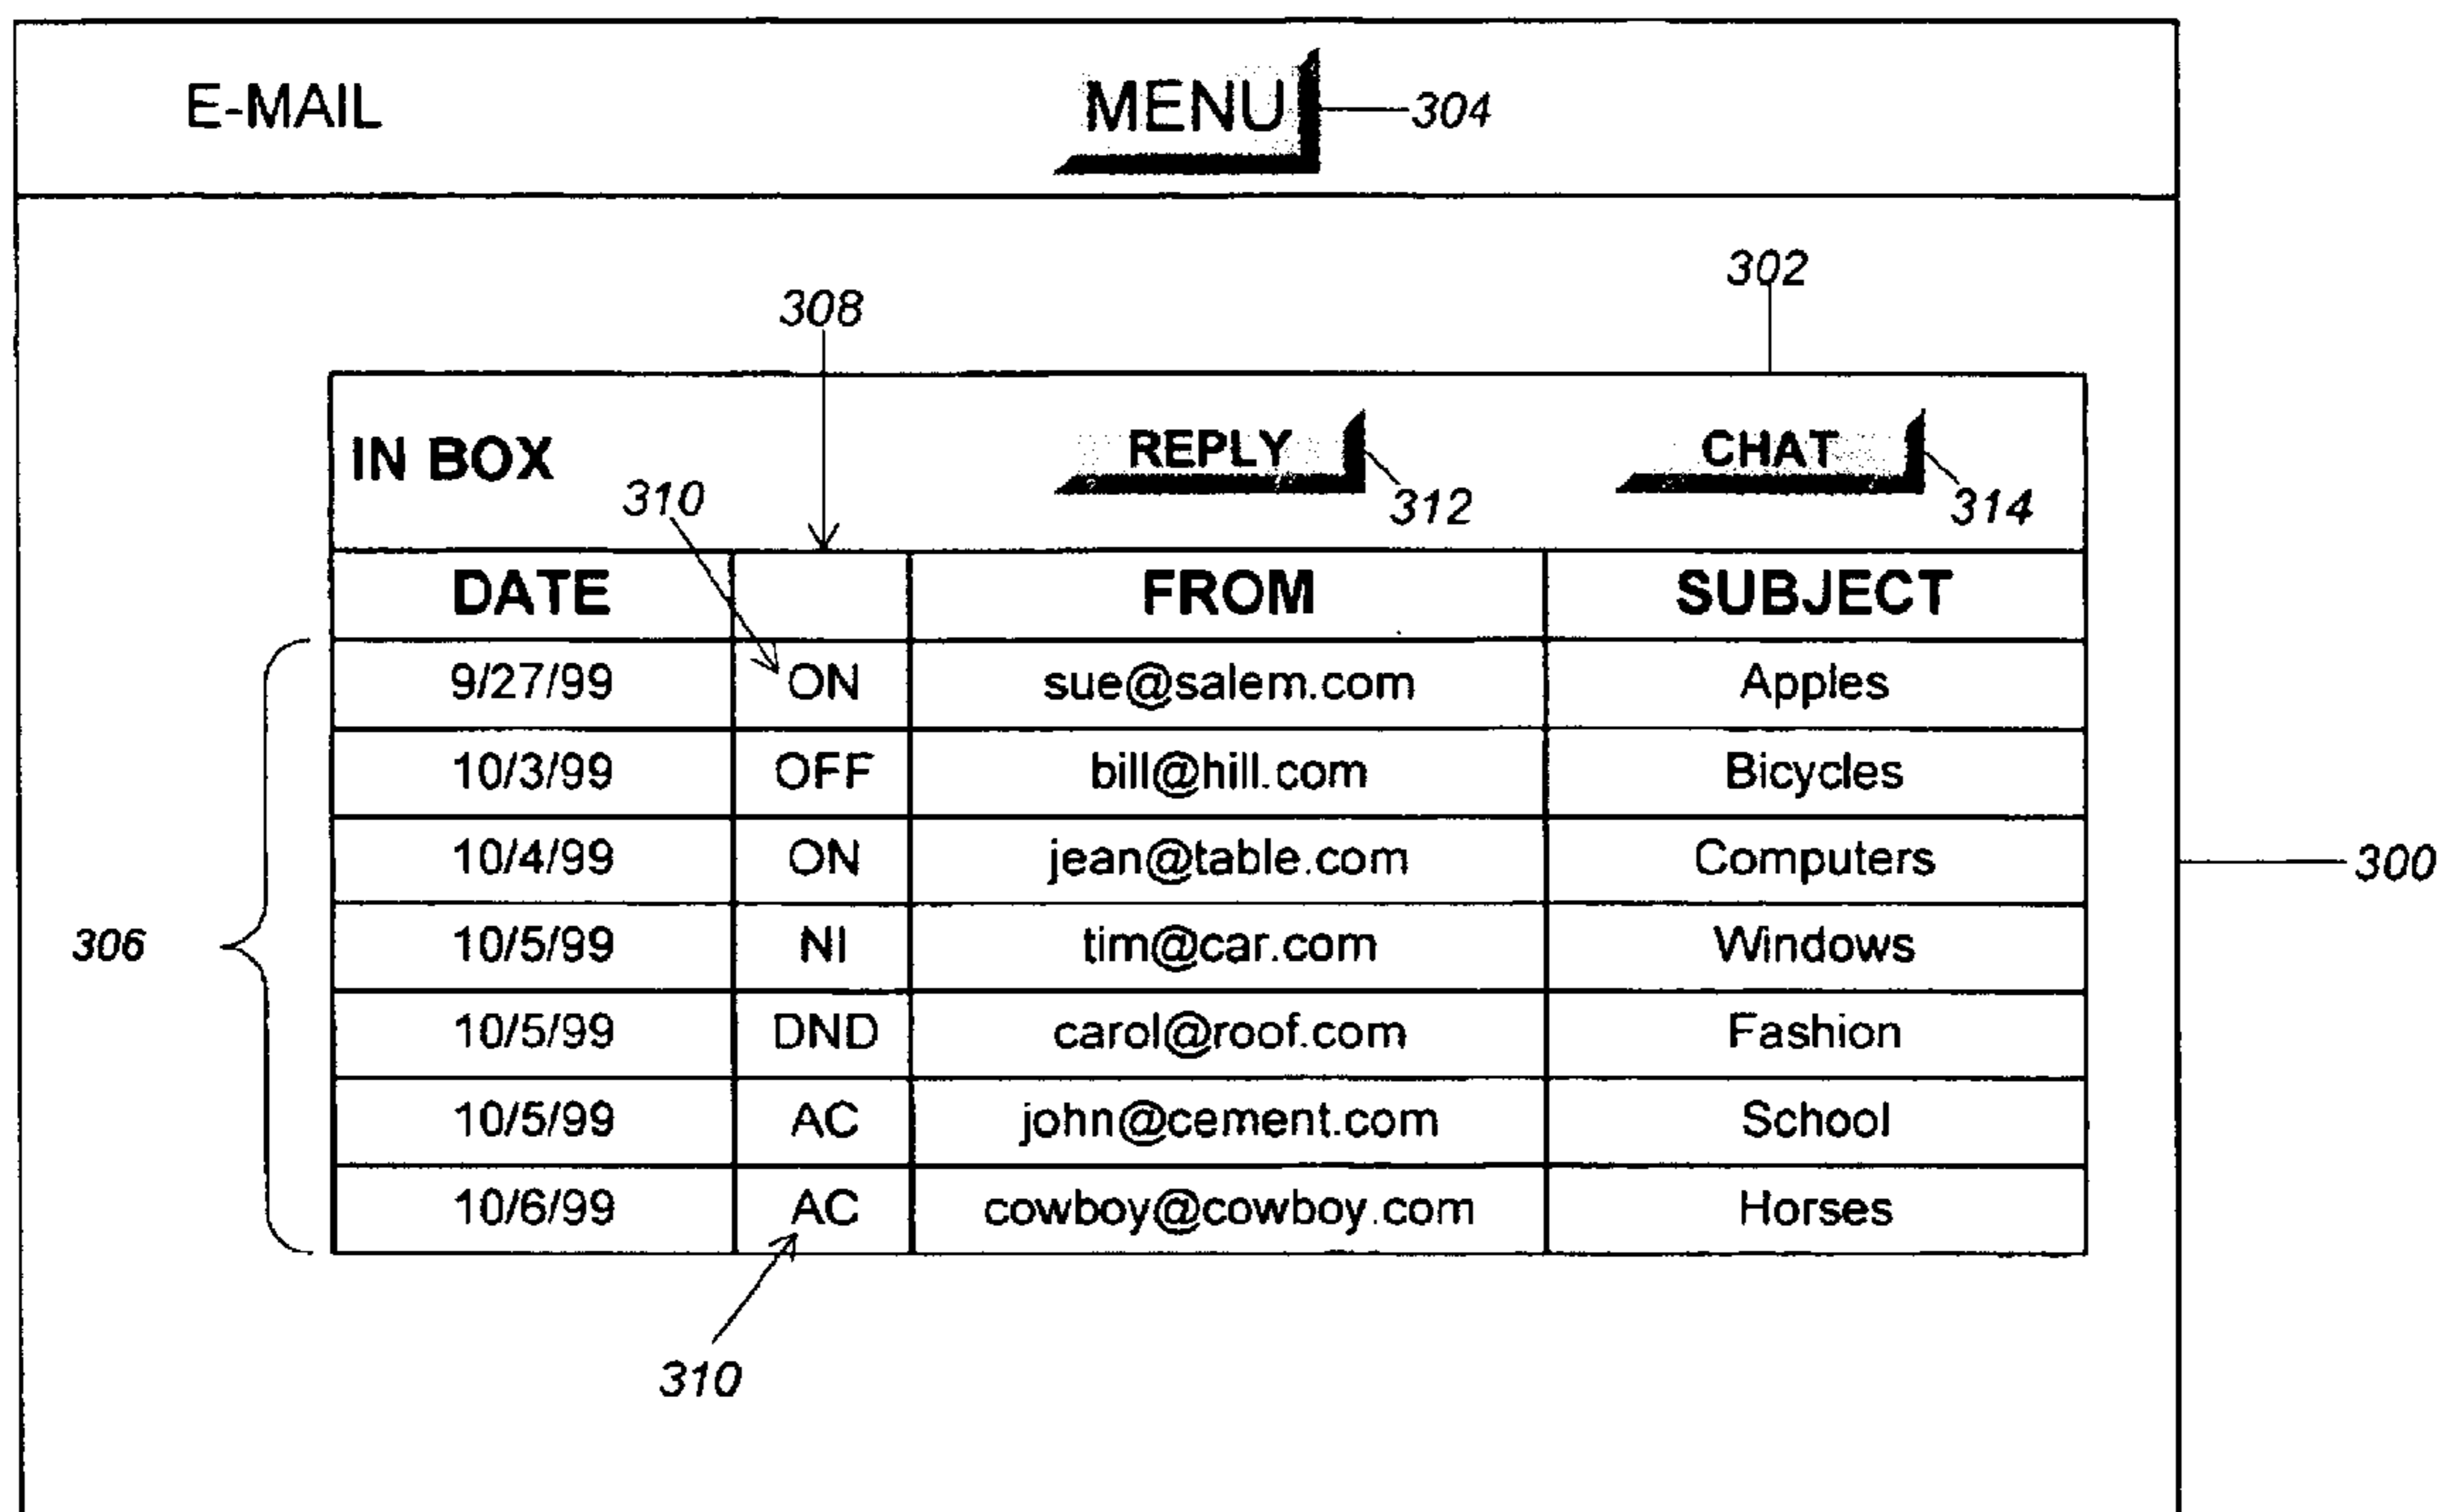 E-MAIL MENU 304
302
308
IN BOX REPLY CHAT
310 312 314
DATE FROM SUBJECT
9/27/99 ON sue@salem.com Apples
10/3/99 OFF bill@hill.com Bicycles
10/4/99 ON jean@table.com Computers
300
306
10/5/99 NI tim@car.com Windows
10/5/99 DND carol@roof.com Fashion
10/5/99 AC john@cement.com School
10/6/99 AC cowboy@cowboy.com Horses
310